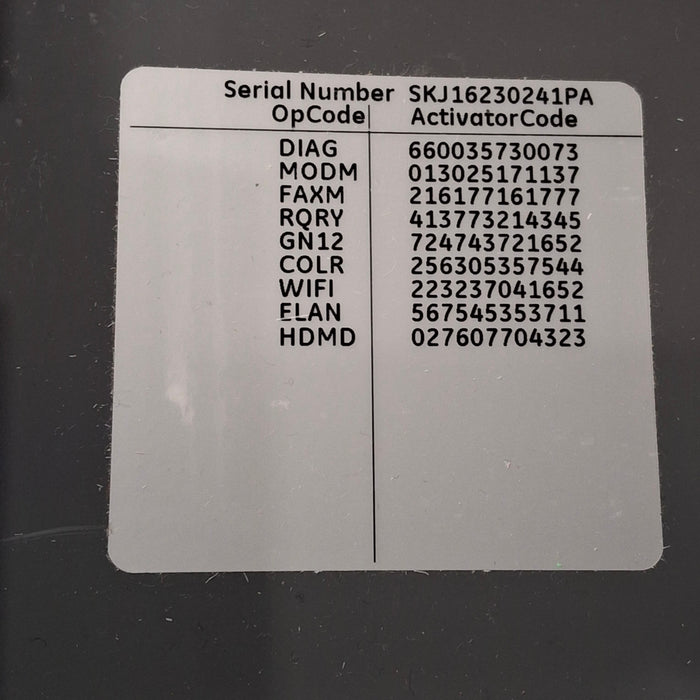 Serial Number SKJ16230241PA
OpCode ActivatorCode
DIAG 660035730073
MODM 013025171137
FAXM 216177161777
RQRY 413773214345
GN12 724743721652
COLR 256305357544
WIFI 223237041652
ELAN 567545353711
HDMD 027607704323